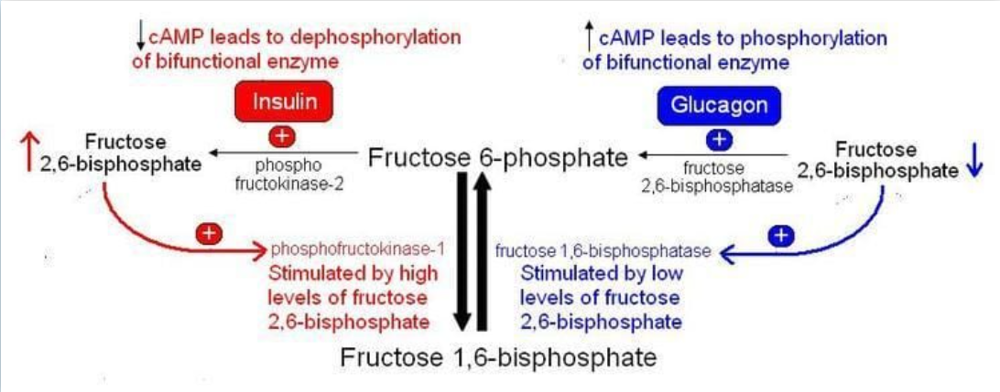 ↓cAMP leads to dephosphorylation
of bifunctional enzyme
↑cAMP leads to phosphorylation
of bifunctional enzyme
Insulin
Glucagon
+
+
↑ Fructose
2,6-bisphosphate
phospho
fructokinase-2
Fructose 6-phosphate
fructose
2,6-bisphosphatase
Fructose
2,6-bisphosphate ↓
+
+
phosphofructokinase-1
Stimulated by high
levels of fructose
2,6-bisphosphate
fructose 1,6-bisphosphatase
Stimulated by low
levels of fructose
2,6-bisphosphate
Fructose 1,6-bisphosphate